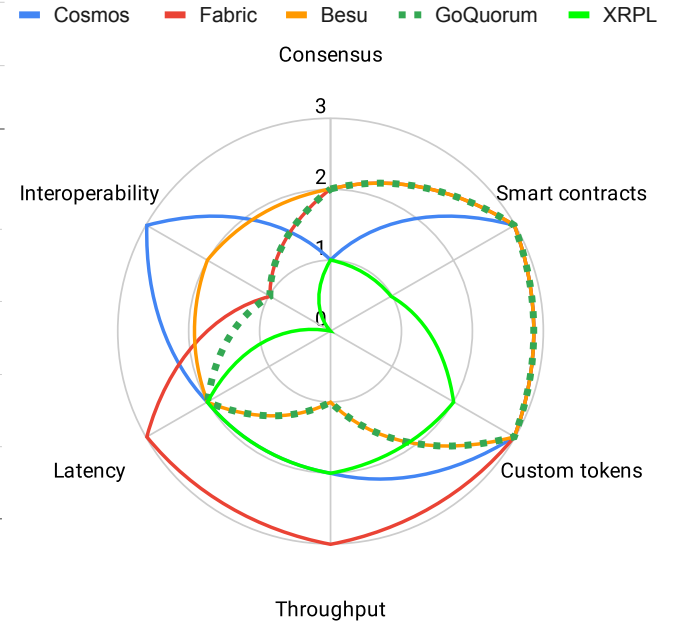 Cosmos Fabric Besu GoQuorum XRPL
Consensus
3
2
Interoperability Smart contracts
1
0
Latency Custom tokens
Throughput